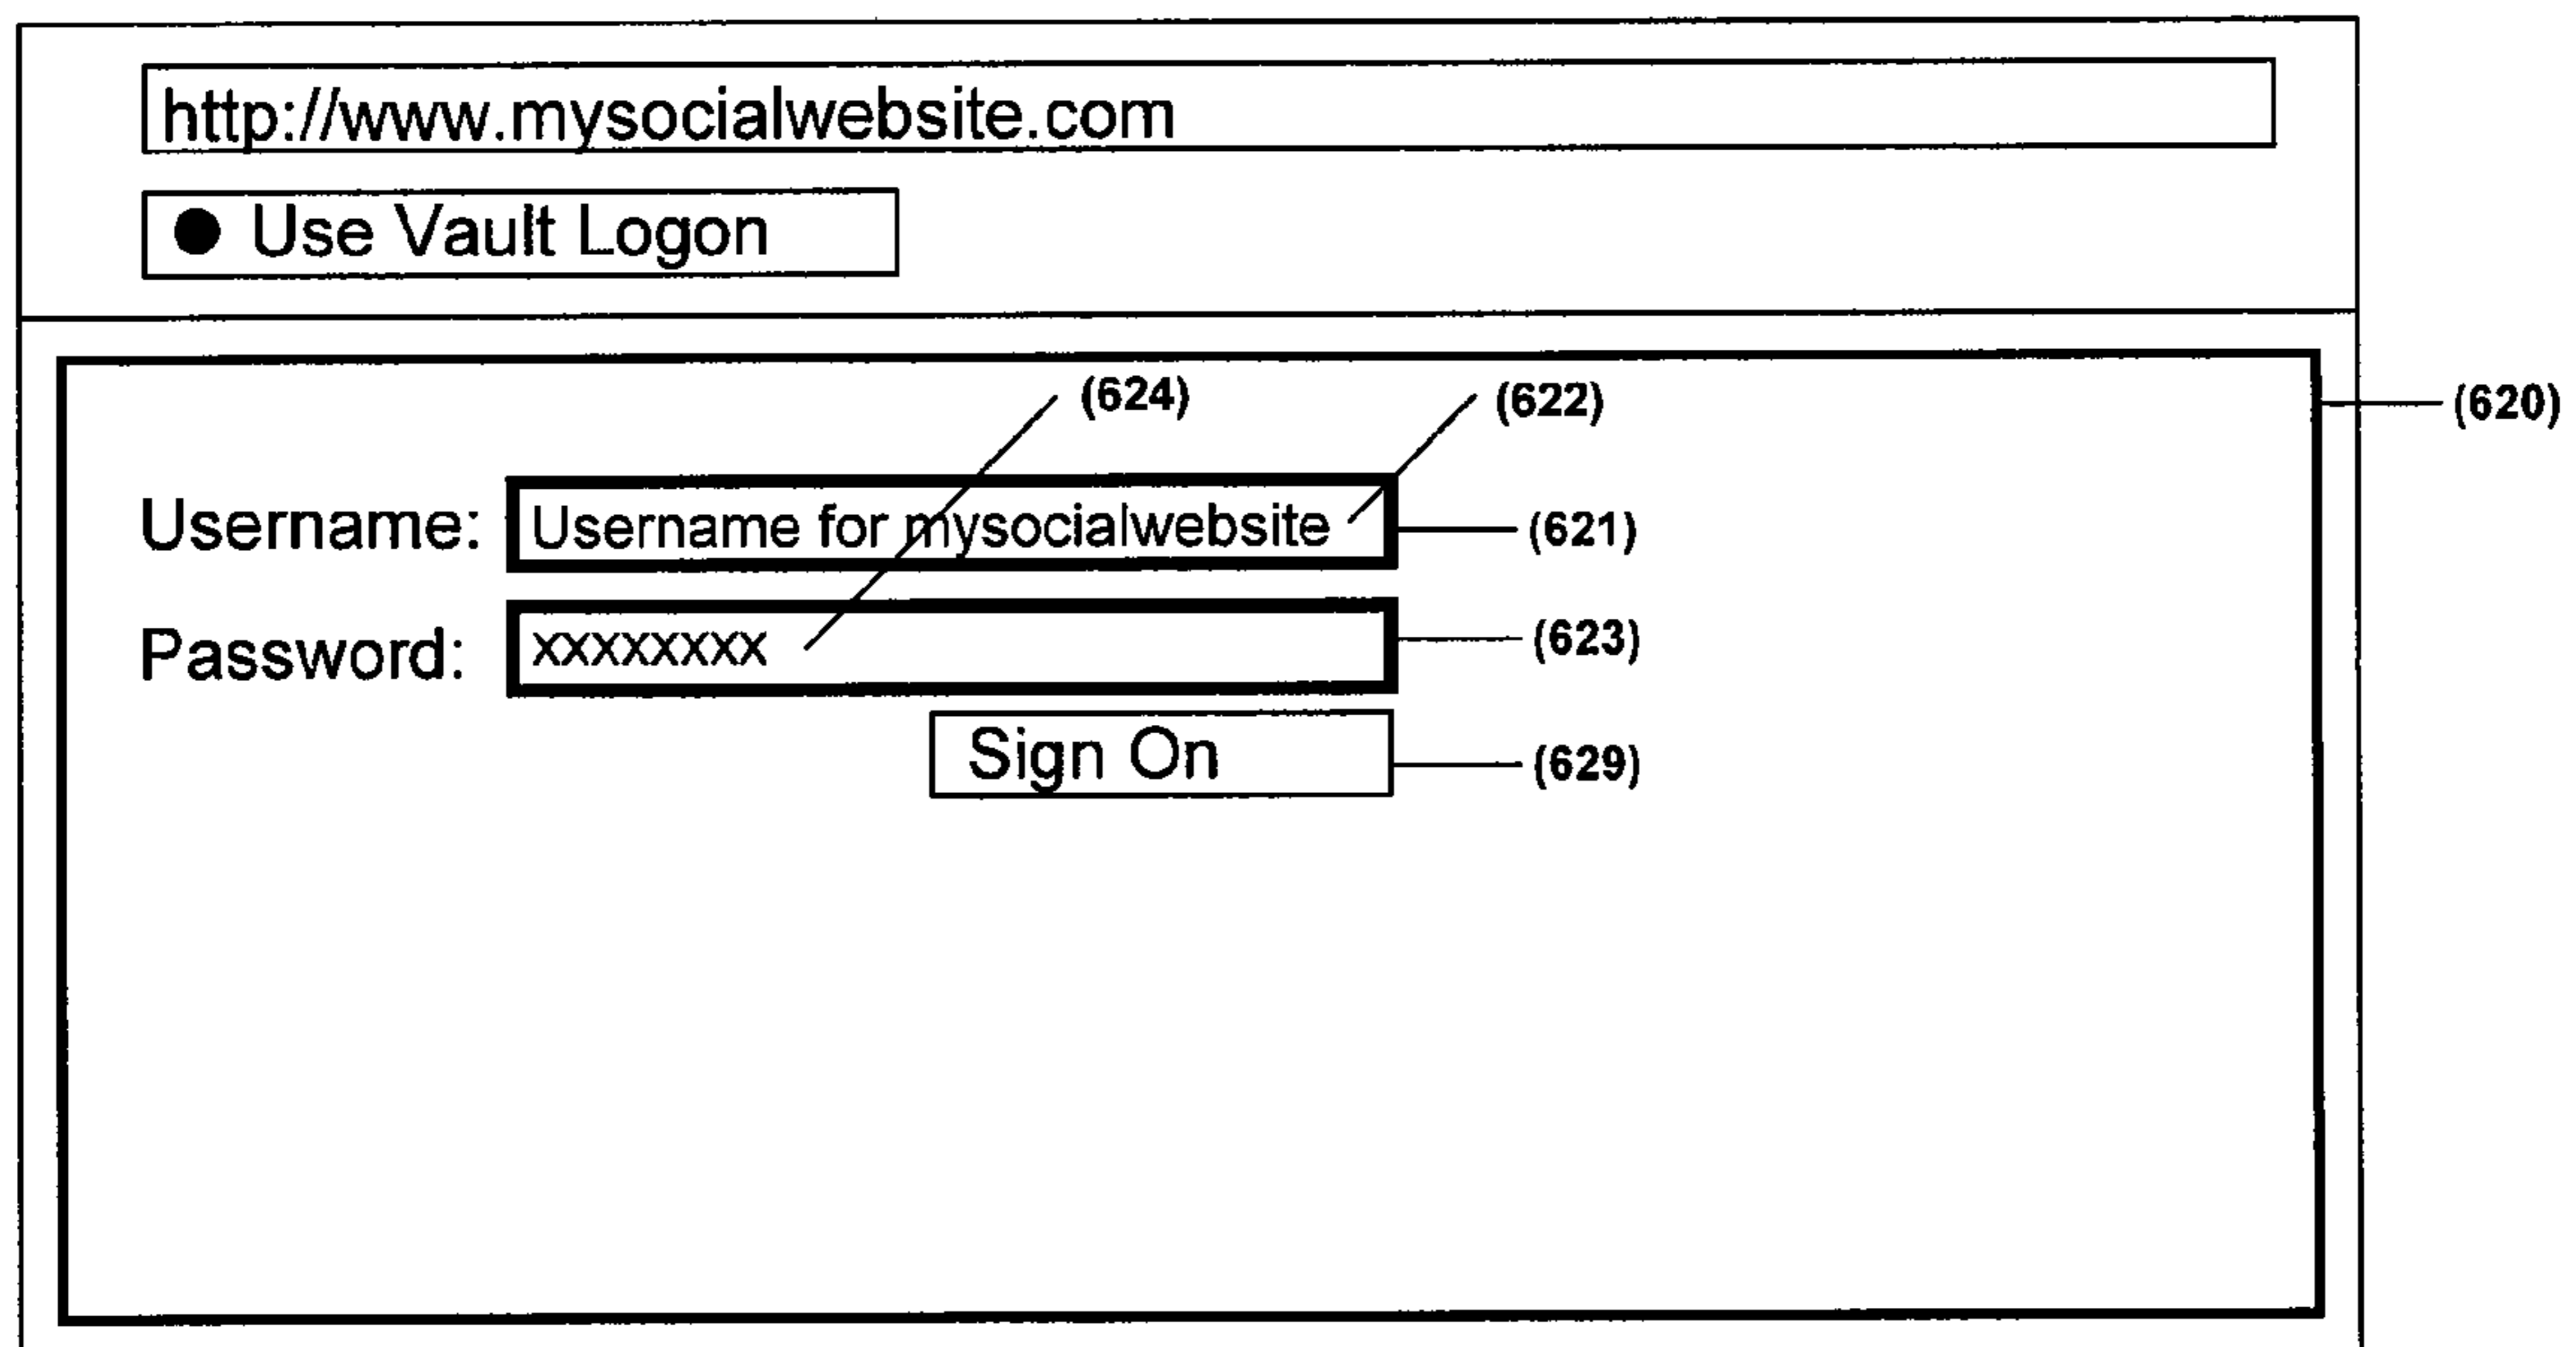 http://www.mysocialwebsite.com
● Use Vault Logon
(624) (622) (620)
Username: Username for mysocialwebsite (621)
Password: xxxxxxxx (623)
Sign On (629)